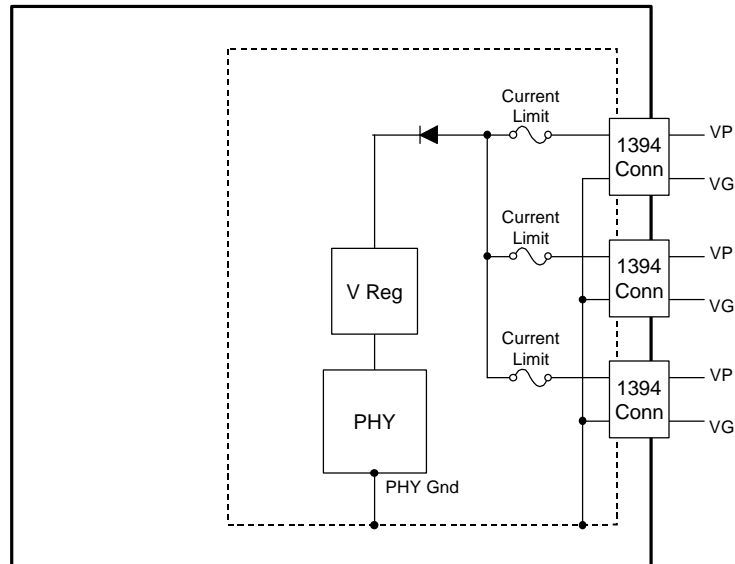 Current
Limit
1394
Conn
VP
VG
Current
Limit
1394
Conn
VP
VG
V Reg
Current
Limit
1394
Conn
VP
VG
PHY
PHY Gnd